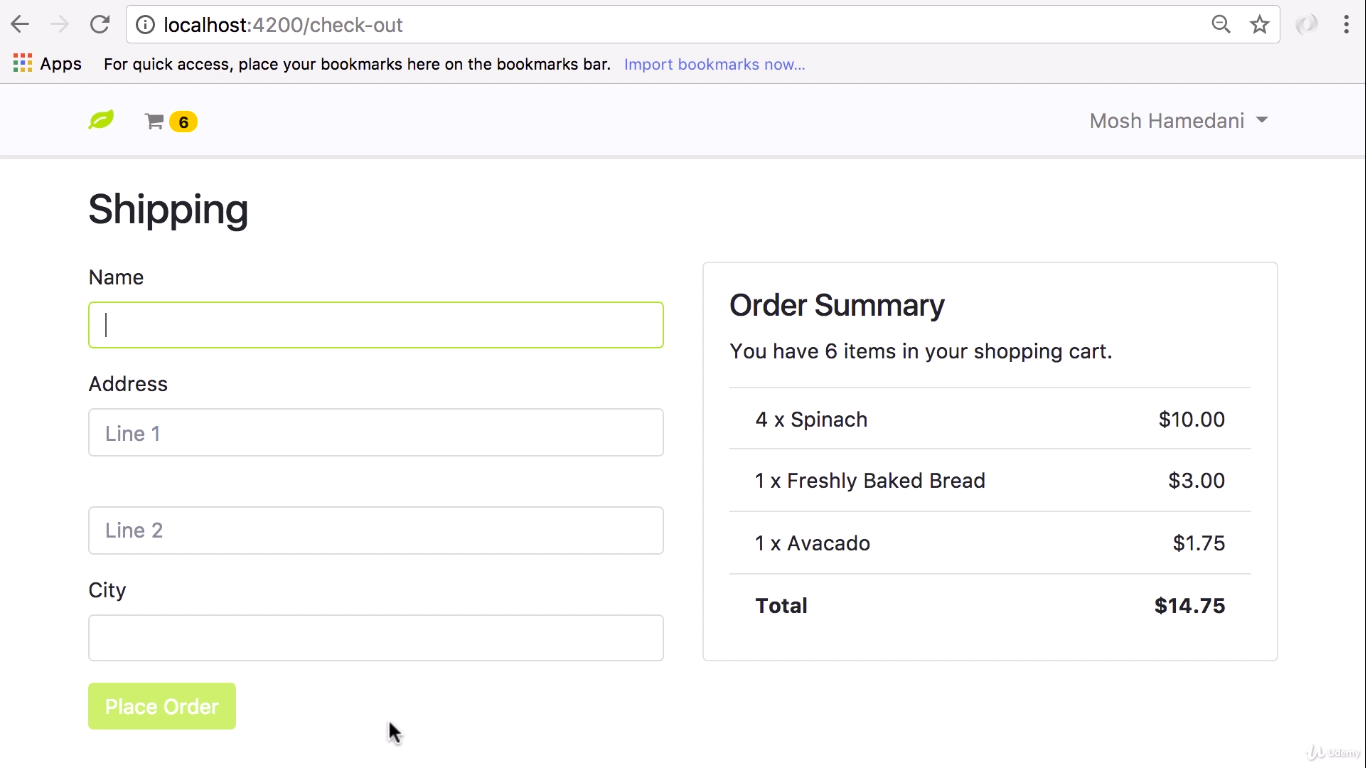 localhost:4200/check-out
Apps For quick access, place your bookmarks here on the bookmarks bar. Import bookmarks now...
6 Mosh Hamedani
Shipping
Name
Address
Line 1
Line 2
City
Place Order
Order Summary
You have 6 items in your shopping cart.
4 x Spinach $10.00
1 x Freshly Baked Bread $3.00
1 x Avacado $1.75
Total $14.75
Udemy